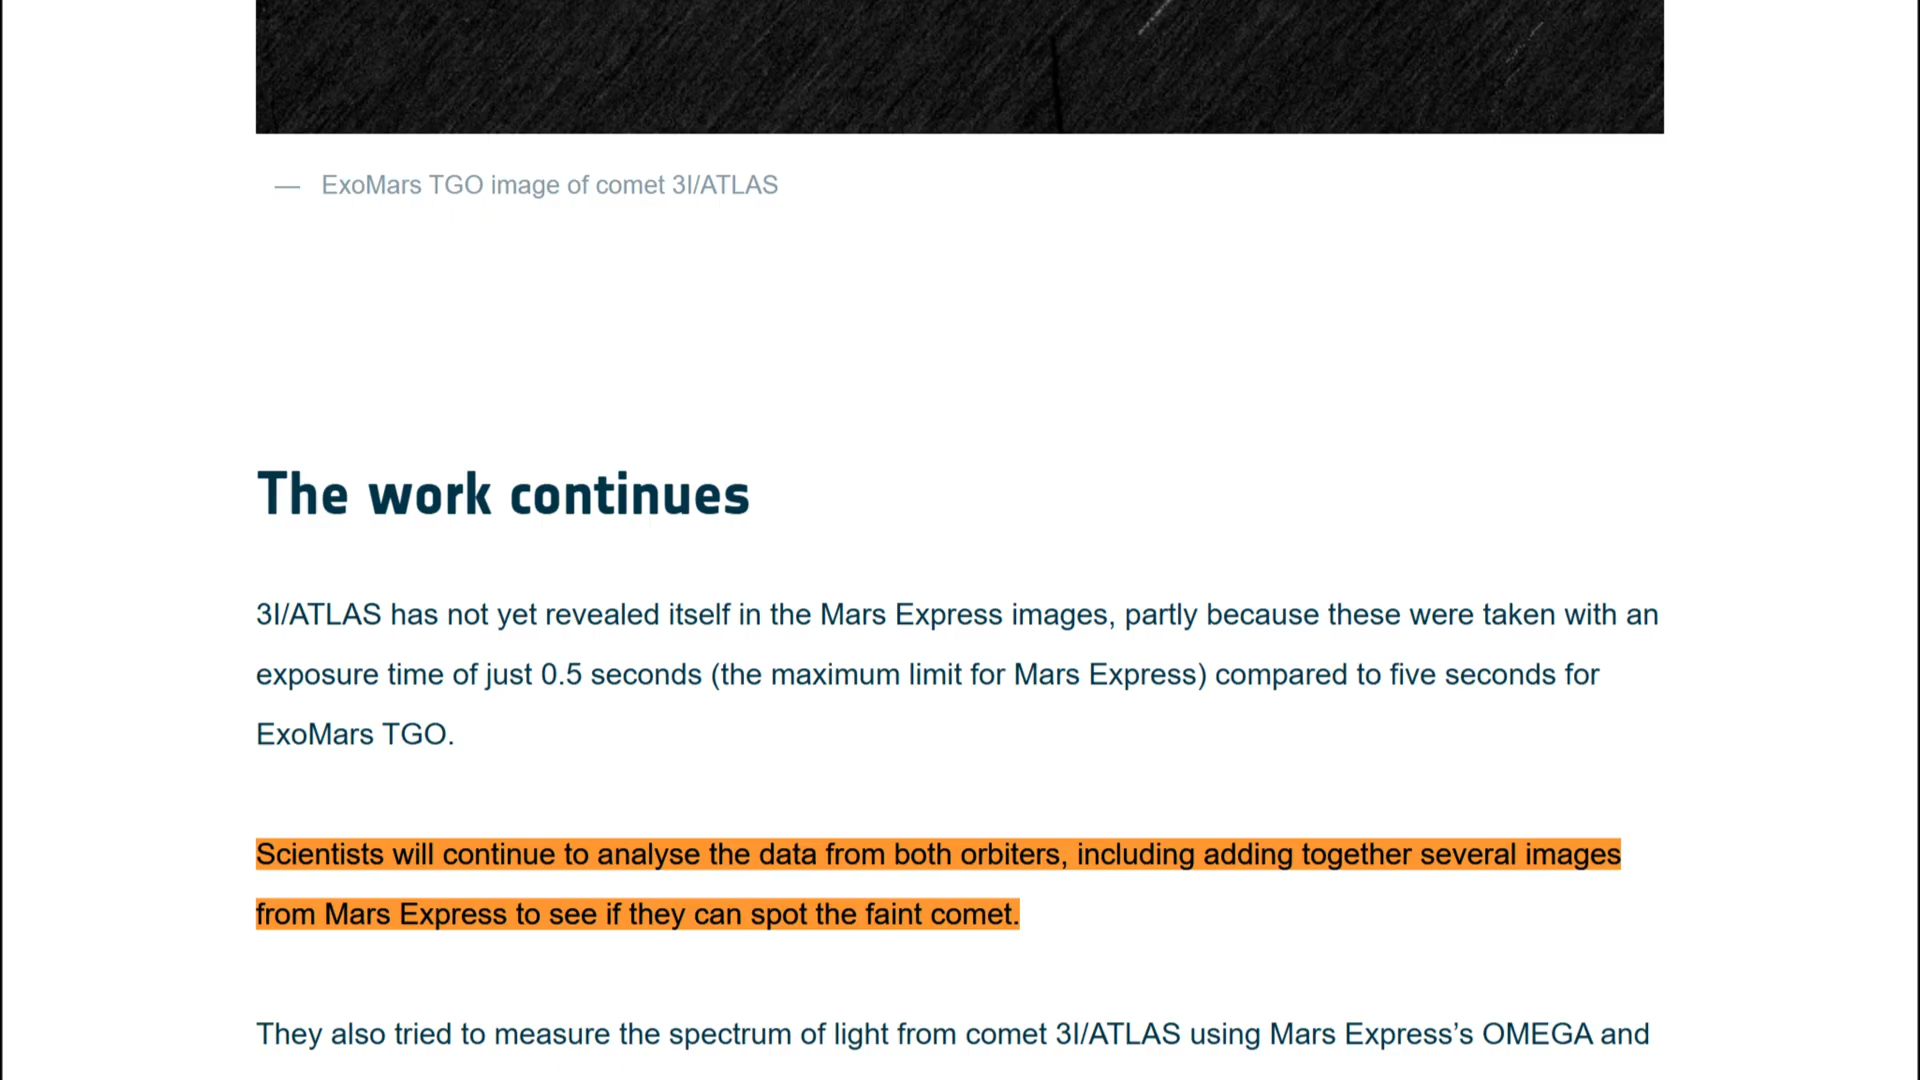 — ExoMars TGO image of comet 3I/ATLAS
The work continues
3I/ATLAS has not yet revealed itself in the Mars Express images, partly because these were taken with an
exposure time of just 0.5 seconds (the maximum limit for Mars Express) compared to five seconds for
ExoMars TGO.
Scientists will continue to analyse the data from both orbiters, including adding together several images
from Mars Express to see if they can spot the faint comet.
They also tried to measure the spectrum of light from comet 3I/ATLAS using Mars Express’s OMEGA and